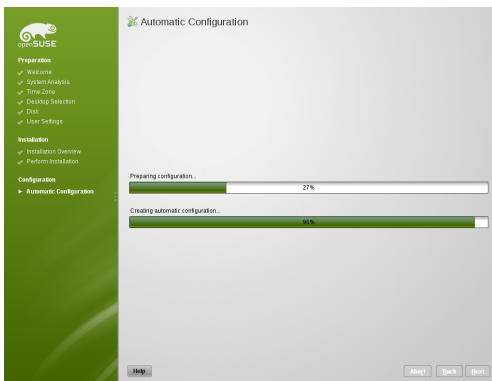 openSUSE
Preparation
Welcome
System Analysis
Time Zone
Desktop Selection
Disk
User Settings
Installation
Installation Overview
Perform Installation
Configuration
Automatic Configuration
Automatic Configuration
Preparing configuration...
27%
Creating automatic configuration...
96%
Help
Abort
Back
Next